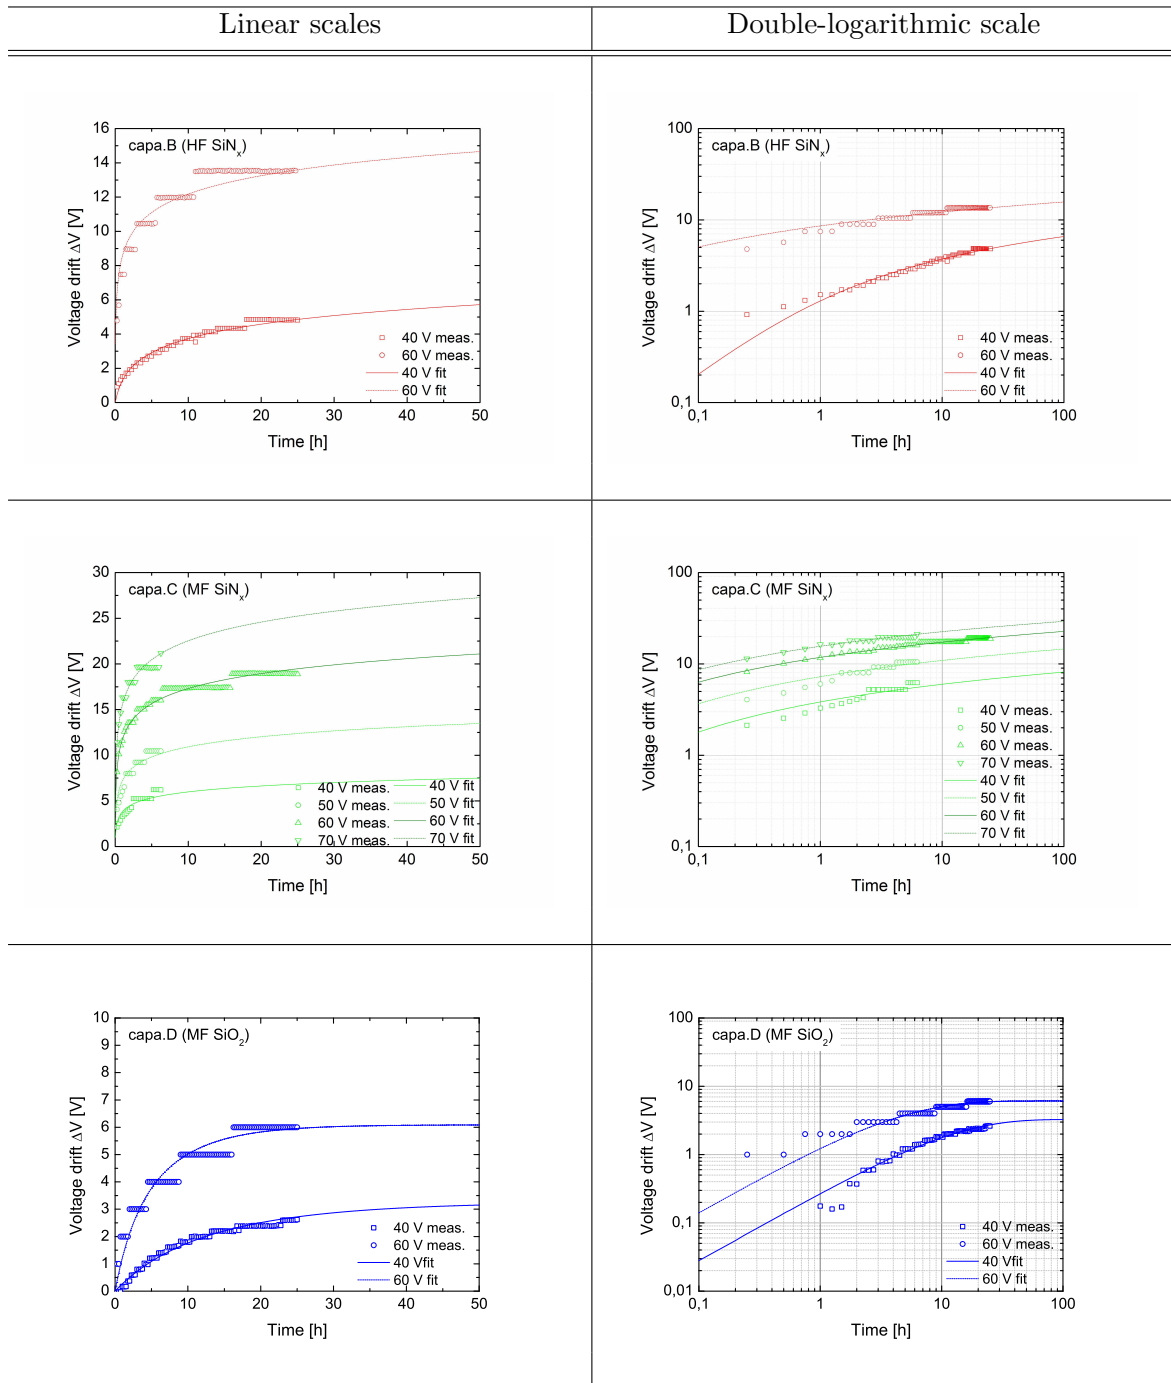 Linear scales
Double-logarithmic scale
capa.B (HF SiNx)
Voltage drift ΔV [V]
16
14
12
10
8
6
4
2
0
40 V meas.
60 V meas.
40 V fit
60 V fit
0 10 20 30 40 50
Time [h]
capa.B (HF SiNx)
Voltage drift ΔV [V]
100
10
1
0,1
40 V meas.
60 V meas.
40 V fit
60 V fit
0,1 1 10 100
Time [h]
capa.C (MF SiNx)
Voltage drift ΔV [V]
30
25
20
15
10
5
0
40 V meas. 40 V fit
50 V meas. 50 V fit
60 V meas. 60 V fit
70 V meas. 70 V fit
0 10 20 30 40 50
Time [h]
capa.C (MF SiNx)
Voltage drift ΔV [V]
100
10
1
0,1
40 V meas.
50 V meas.
60 V meas.
70 V meas.
40 V fit
50 V fit
60 V fit
70 V fit
0,1 1 10 100
Time [h]
capa.D (MF SiO2)
Voltage drift ΔV [V]
10
9
8
7
6
5
4
3
2
1
0
40 V meas.
60 V meas.
40 Vfit
60 V fit
0 10 20 30 40 50
Time [h]
capa.D (MF SiO2)
Voltage drift ΔV [V]
100
10
1
0,1
0,01
40 V meas.
60 V meas.
40 Vfit
60 V fit
0,1 1 10 100
Time [h]